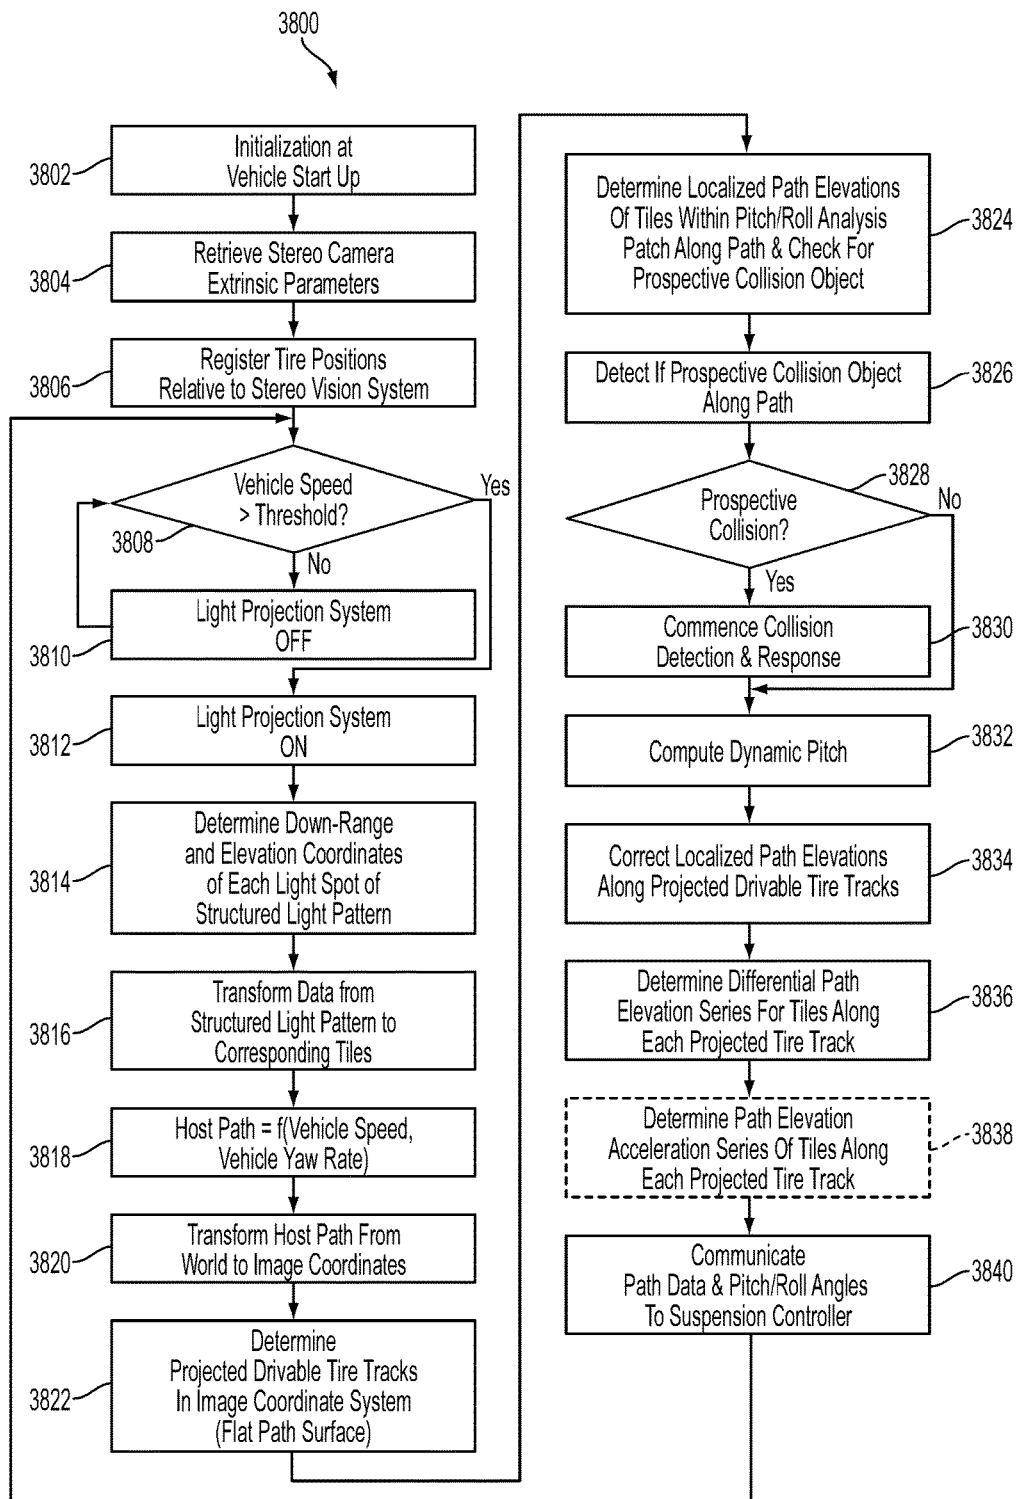 3800
3802
Initialization at
Vehicle Start Up
3804
Retrieve Stereo Camera
Extrinsic Parameters
3806
Register Tire Positions
Relative to Stereo Vision System
Vehicle Speed
> Threshold?
Yes
3808
No
Light Projection System
OFF
3810
3812
Light Projection System
ON
3814
Determine Down-Range
and Elevation Coordinates
of Each Light Spot of
Structured Light Pattern
3816
Transform Data from
Structured Light Pattern to
Corresponding Tiles
3818
Host Path = f(Vehicle Speed,
Vehicle Yaw Rate)
3820
Transform Host Path From
World to Image Coordinates
3822
Determine
Projected Drivable Tire Tracks
In Image Coordinate System
(Flat Path Surface)
Determine Localized Path Elevations
Of Tiles Within Pitch/Roll Analysis
Patch Along Path & Check For
Prospective Collision Object
3824
Detect If Prospective Collision Object
Along Path
3826
3828
Prospective
Collision?
No
Yes
Commence Collision
Detection & Response
3830
Compute Dynamic Pitch
3832
Correct Localized Path Elevations
Along Projected Drivable Tire Tracks
3834
Determine Differential Path
Elevation Series For Tiles Along
Each Projected Tire Track
3836
Determine Path Elevation
Acceleration Series Of Tiles Along
Each Projected Tire Track
3838
Communicate
Path Data & Pitch/Roll Angles
To Suspension Controller
3840